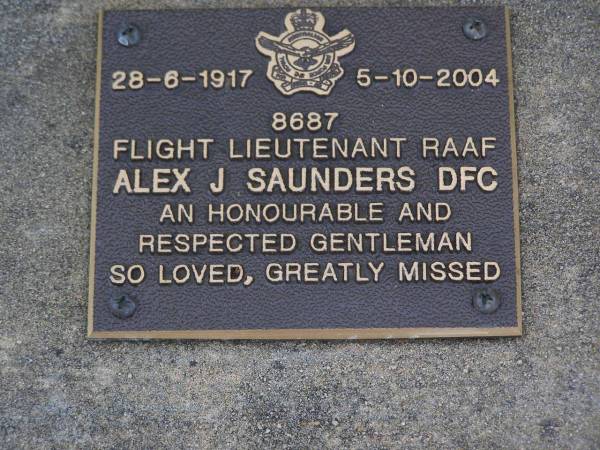 28-6-1917 5-10-2004
8687
FLIGHT LIEUTENANT RAAF
ALEX J SAUNDERS DFC
AN HONOURABLE AND
RESPECTED GENTLEMAN
SO LOVED, GREATLY MISSED